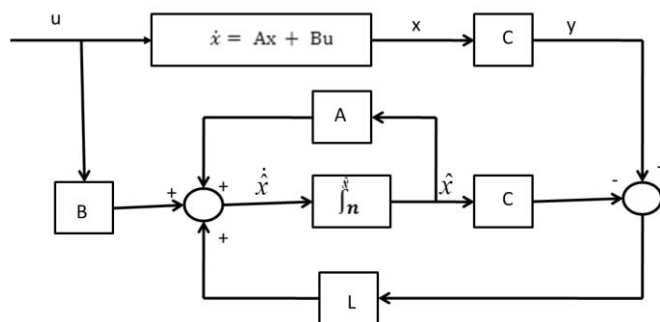 u
ẋ = Ax + Bu
x
C
y
A
+
+
+
B
x̂̇
x̂
∫n
x̂
C
-
L